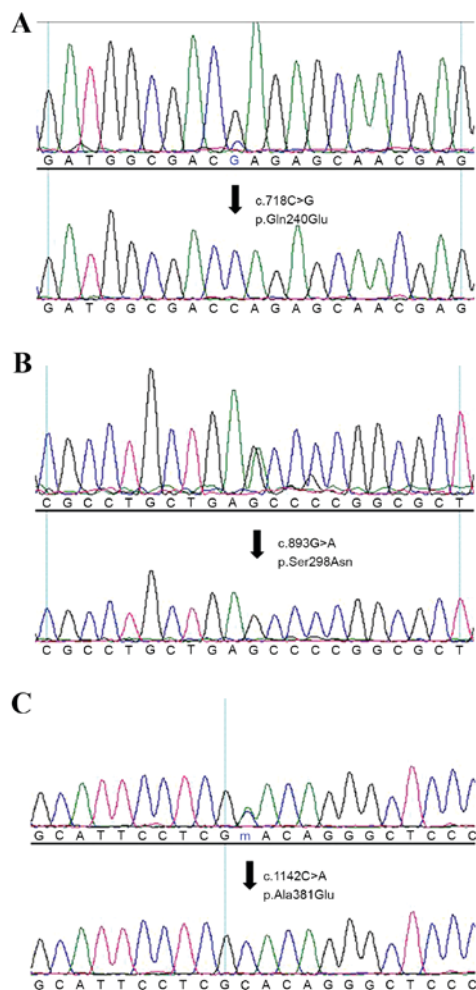 A
G A T G G C G A C G A G A G C A A C G A G
c.718C>G
p.Gln240Glu
G A T G G C G A C C A G A G C A A C G A G
B
C G C C T G C T G A G C C C C G G C G C T
c.893G>A
p.Ser298Asn
C G C C T G C T G A G C C C C G G C G C T
C
G C A T T C C T C G m A C A G G G C T C C C
c.1142C>A
p.Ala381Glu
G C A T T C C T C G C A C A G G G C T C C C